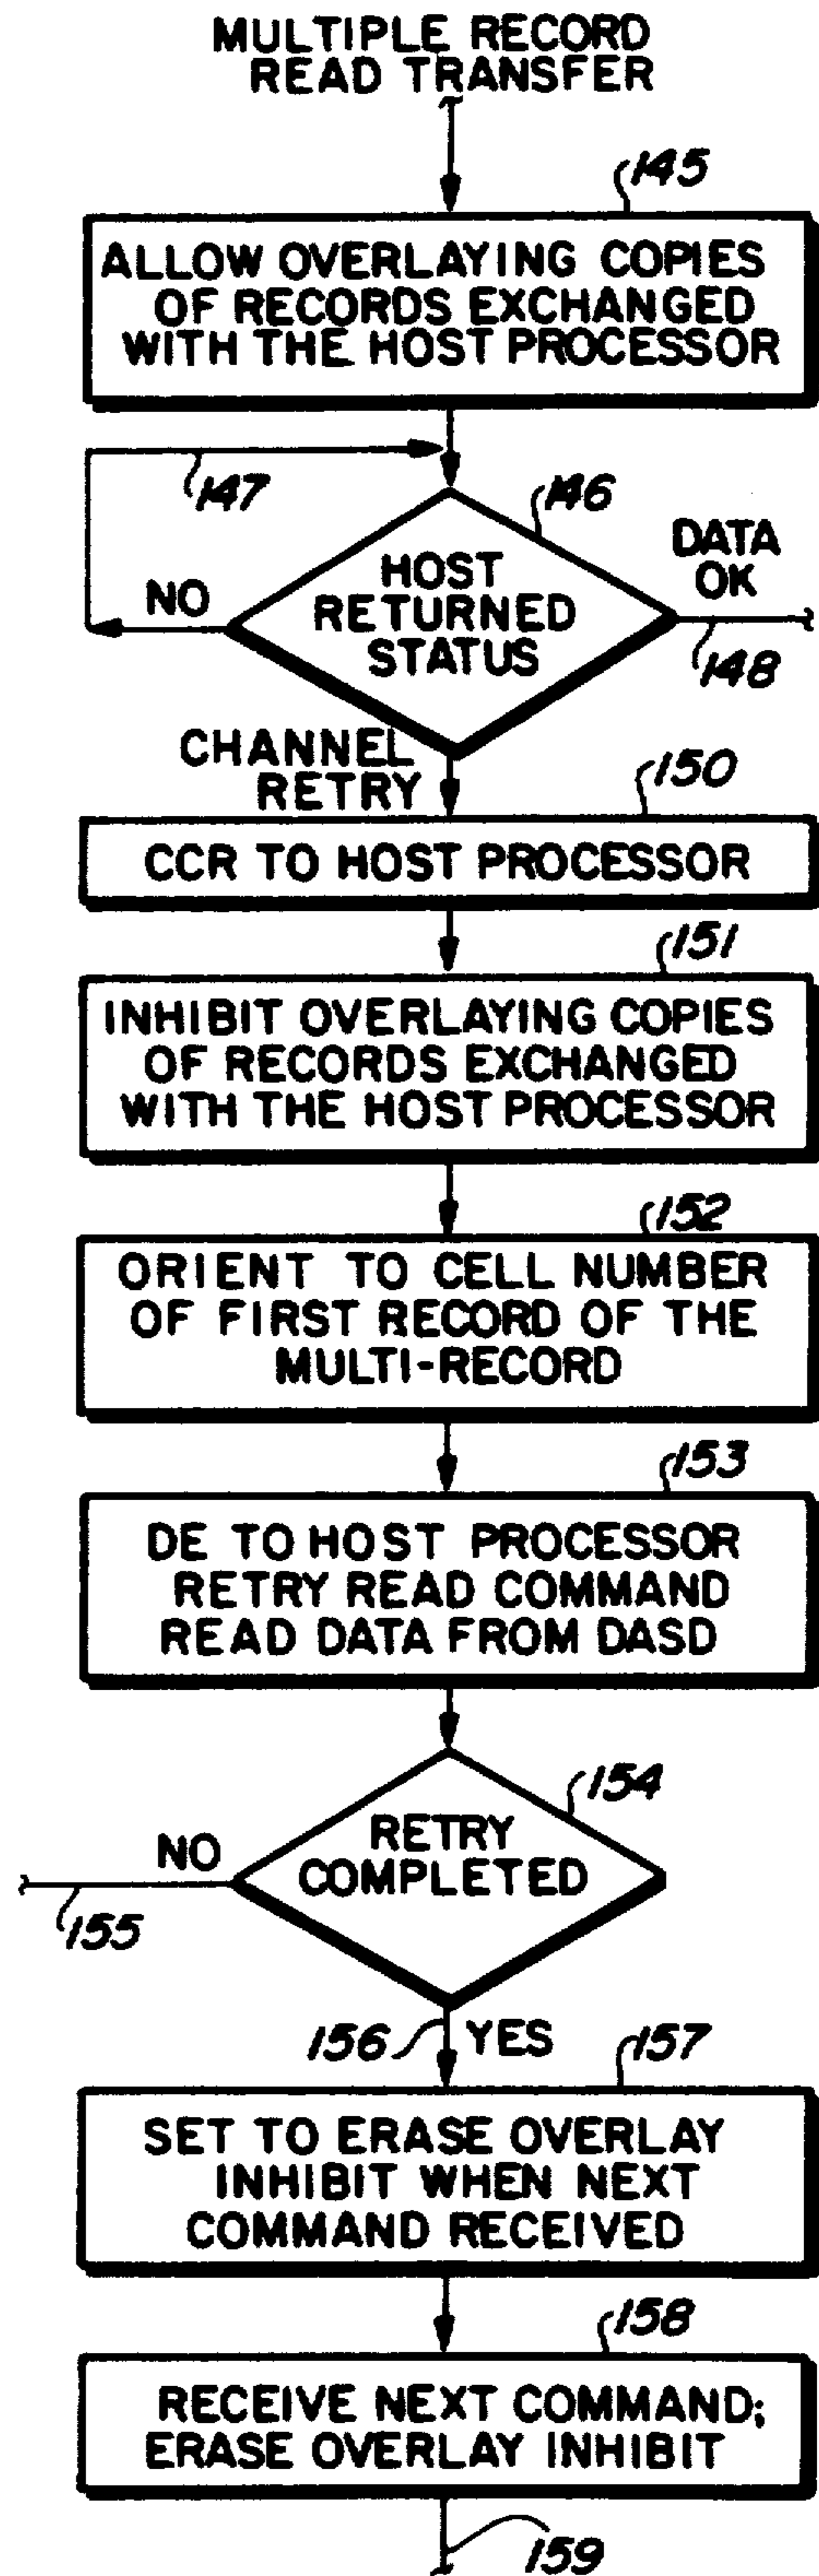 MULTIPLE RECORD
READ TRANSFER
145
ALLOW OVERLAYING COPIES
OF RECORDS EXCHANGED
WITH THE HOST PROCESSOR
147
146
NO
HOST
RETURNED
STATUS
DATA
OK
148
CHANNEL
RETRY
150
CCR TO HOST PROCESSOR
151
INHIBIT OVERLAYING COPIES
OF RECORDS EXCHANGED
WITH THE HOST PROCESSOR
152
ORIENT TO CELL NUMBER
OF FIRST RECORD OF THE
MULTI-RECORD
153
DE TO HOST PROCESSOR
RETRY READ COMMAND
READ DATA FROM DASD
154
NO
RETRY
COMPLETED
155
156
YES
157
SET TO ERASE OVERLAY
INHIBIT WHEN NEXT
COMMAND RECEIVED
158
RECEIVE NEXT COMMAND;
ERASE OVERLAY INHIBIT
159